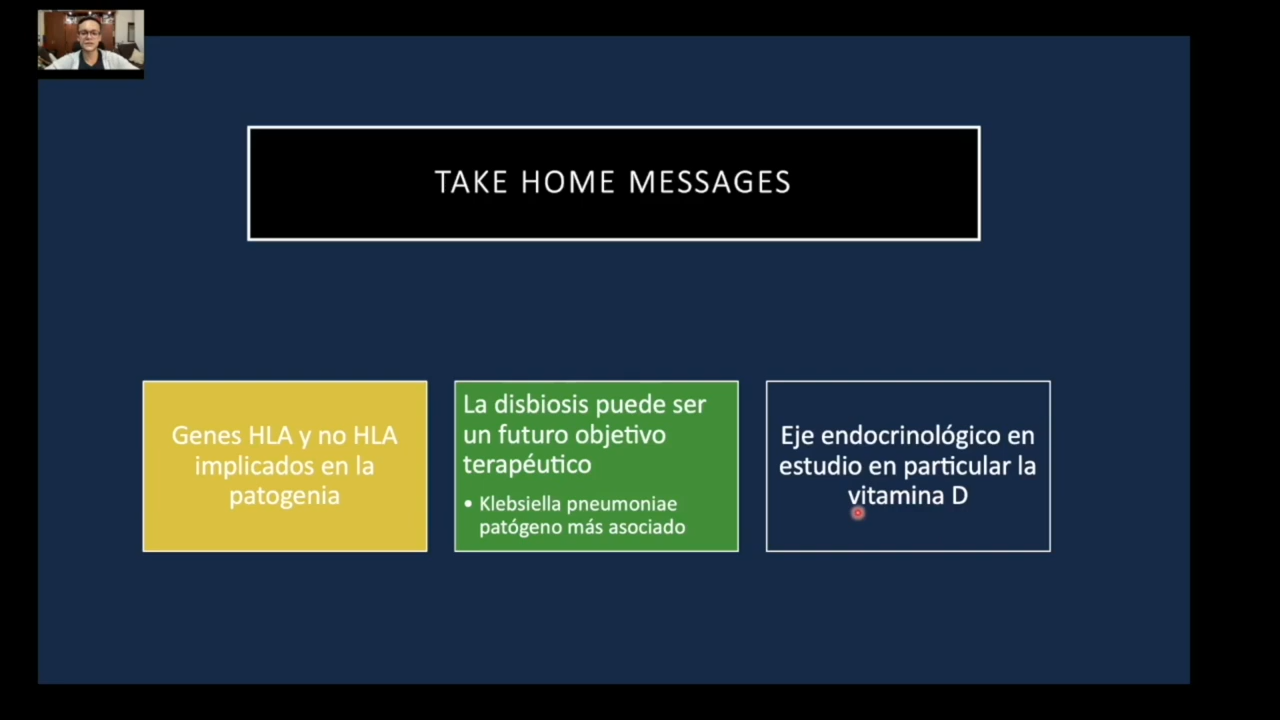 TAKE HOME MESSAGES
Genes HLA y no HLA
implicados en la
patogenia
La disbiosis puede ser
un futuro objetivo
terapéutico
• Klebsiella pneumoniae
patógeno más asociado
Eje endocrinológico en
estudio en particular la
vitamina D